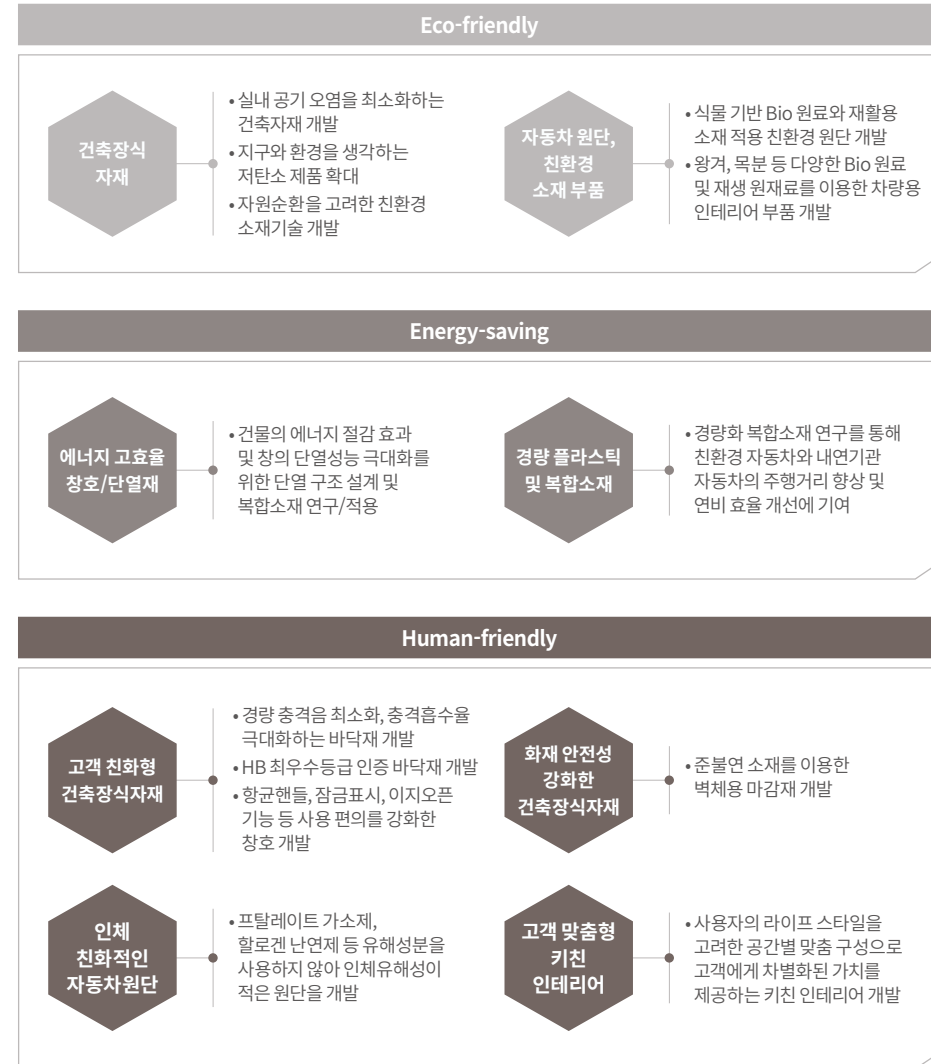 Eco-friendly
건축장식
자재
• 실내 공기 오염을 최소화하는
건축자재 개발
• 지구와 환경을 생각하는
저탄소 제품 확대
• 자원순환을 고려한 친환경
소재기술 개발
자동차 원단,
친환경
소재 부품
• 식물 기반 Bio 원료와 재활용
소재 적용 친환경 원단 개발
• 왕겨, 목분 등 다양한 Bio 원료
및 재생 원재료를 이용한 차량용
인테리어 부품 개발
Energy-saving
에너지 고효율
창호/단열재
• 건물의 에너지 절감 효과
및 창의 단열성능 극대화를
위한 단열 구조 설계 및
복합소재 연구/적용
경량 플라스틱
및 복합소재
• 경량화 복합소재 연구를 통해
친환경 자동차와 내연기관
자동차의 주행거리 향상 및
연비 효율 개선에 기여
Human-friendly
고객 친화형
건축장식자재
• 경량 충격음 최소화, 충격흡수율
극대화하는 바닥재 개발
• HB 최우수등급 인증 바닥재 개발
• 항균핸들, 잠금표시, 이지오픈
기능 등 사용 편의를 강화한
창호 개발
화재 안전성
강화한
건축장식자재
• 준불연 소재를 이용한
벽체용 마감재 개발
인체
친화적인
자동차원단
• 프탈레이트 가소제,
할로겐 난연제 등 유해성분을
사용하지 않아 인체유해성이
적은 원단을 개발
고객 맞춤형
키친
인테리어
• 사용자의 라이프 스타일을
고려한 공간별 맞춤 구성으로
고객에게 차별화된 가치를
제공하는 키친 인테리어 개발